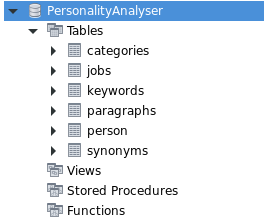 PersonalityAnalyser
Tables
categories
jobs
keywords
paragraphs
person
synonyms
Views
Stored Procedures
Functions